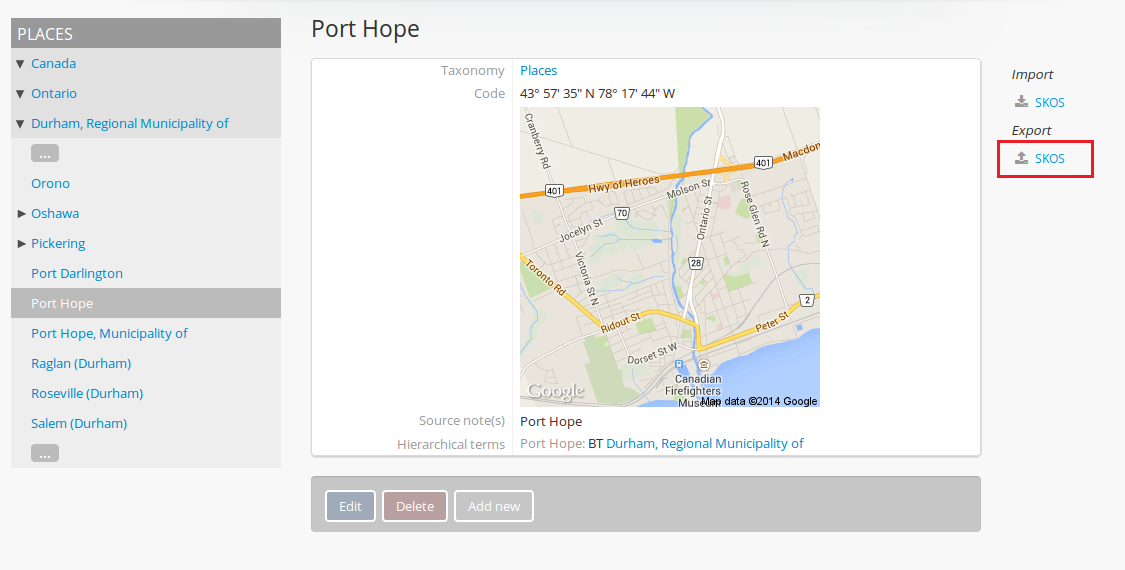 PLACES
Canada
Ontario
Durham, Regional Municipality of
...
Orono
Oshawa
Pickering
Port Darlington
Port Hope
Port Hope, Municipality of
Raglan (Durham)
Roseville (Durham)
Salem (Durham)
...
Port Hope
Taxonomy Places
Code 43° 57' 35" N 78° 17' 44" W
Cranberry Rd
401
Macdon
401
Hwy of Heroes
Molson St
70
Jocelyn St
Ontario St
Rose Glen Rd N
Victoria St N
28
Toronto Rd
2
Ridout St
Peter St
Dorset St W
Canadian
Firefighters
Museum
Google
Map data ©2014 Google
Source note(s) Port Hope
Hierarchical terms Port Hope: BT Durham, Regional Municipality of
Edit Delete Add new
Import
SKOS
Export
SKOS